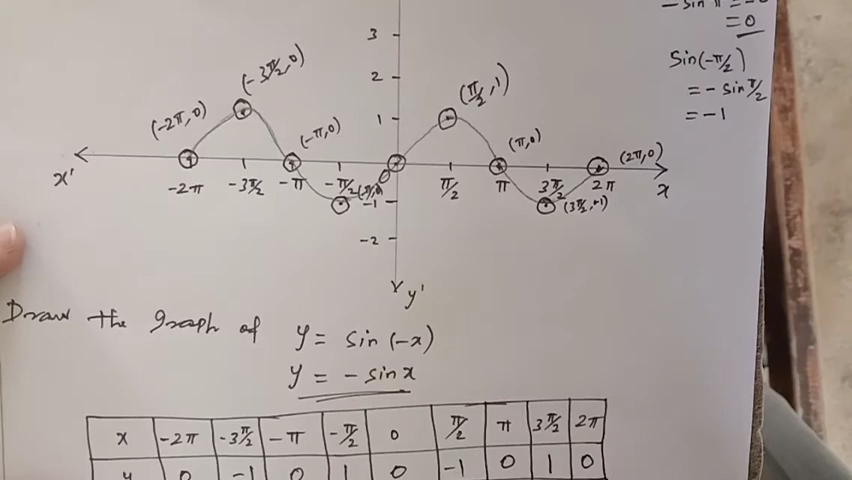 - sin π = -0
= 0
Sin(-π/2)
= - sin π/2
= -1
3
2
1
-1
-2
(-2π,0)
(-3π/2,0)
(-π,0)
(π/2,1)
(π,0)
(2π,0)
(3π/2,-1)
x'
-2π -3π/2 -π -π/2 π/2 π 3π/2 2π
x
y'
Draw the graph of y = sin(-x)
y = -sinx
x -2π -3π/2 -π -π/2 0 π/2 π 3π/2 2π
y 0 -1 0 1 0 -1 0 1 0